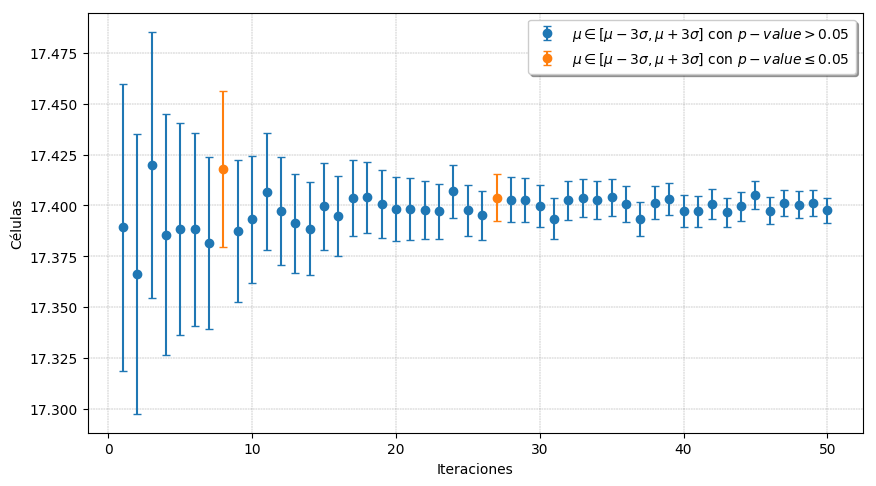 μ ∈ [μ − 3σ, μ + 3σ] con p − value > 0.05
μ ∈ [μ − 3σ, μ + 3σ] con p − value ≤ 0.05
17.475
17.450
17.425
17.400
17.375
17.350
17.325
17.300
Células
0 10 20 30 40 50
Iteraciones